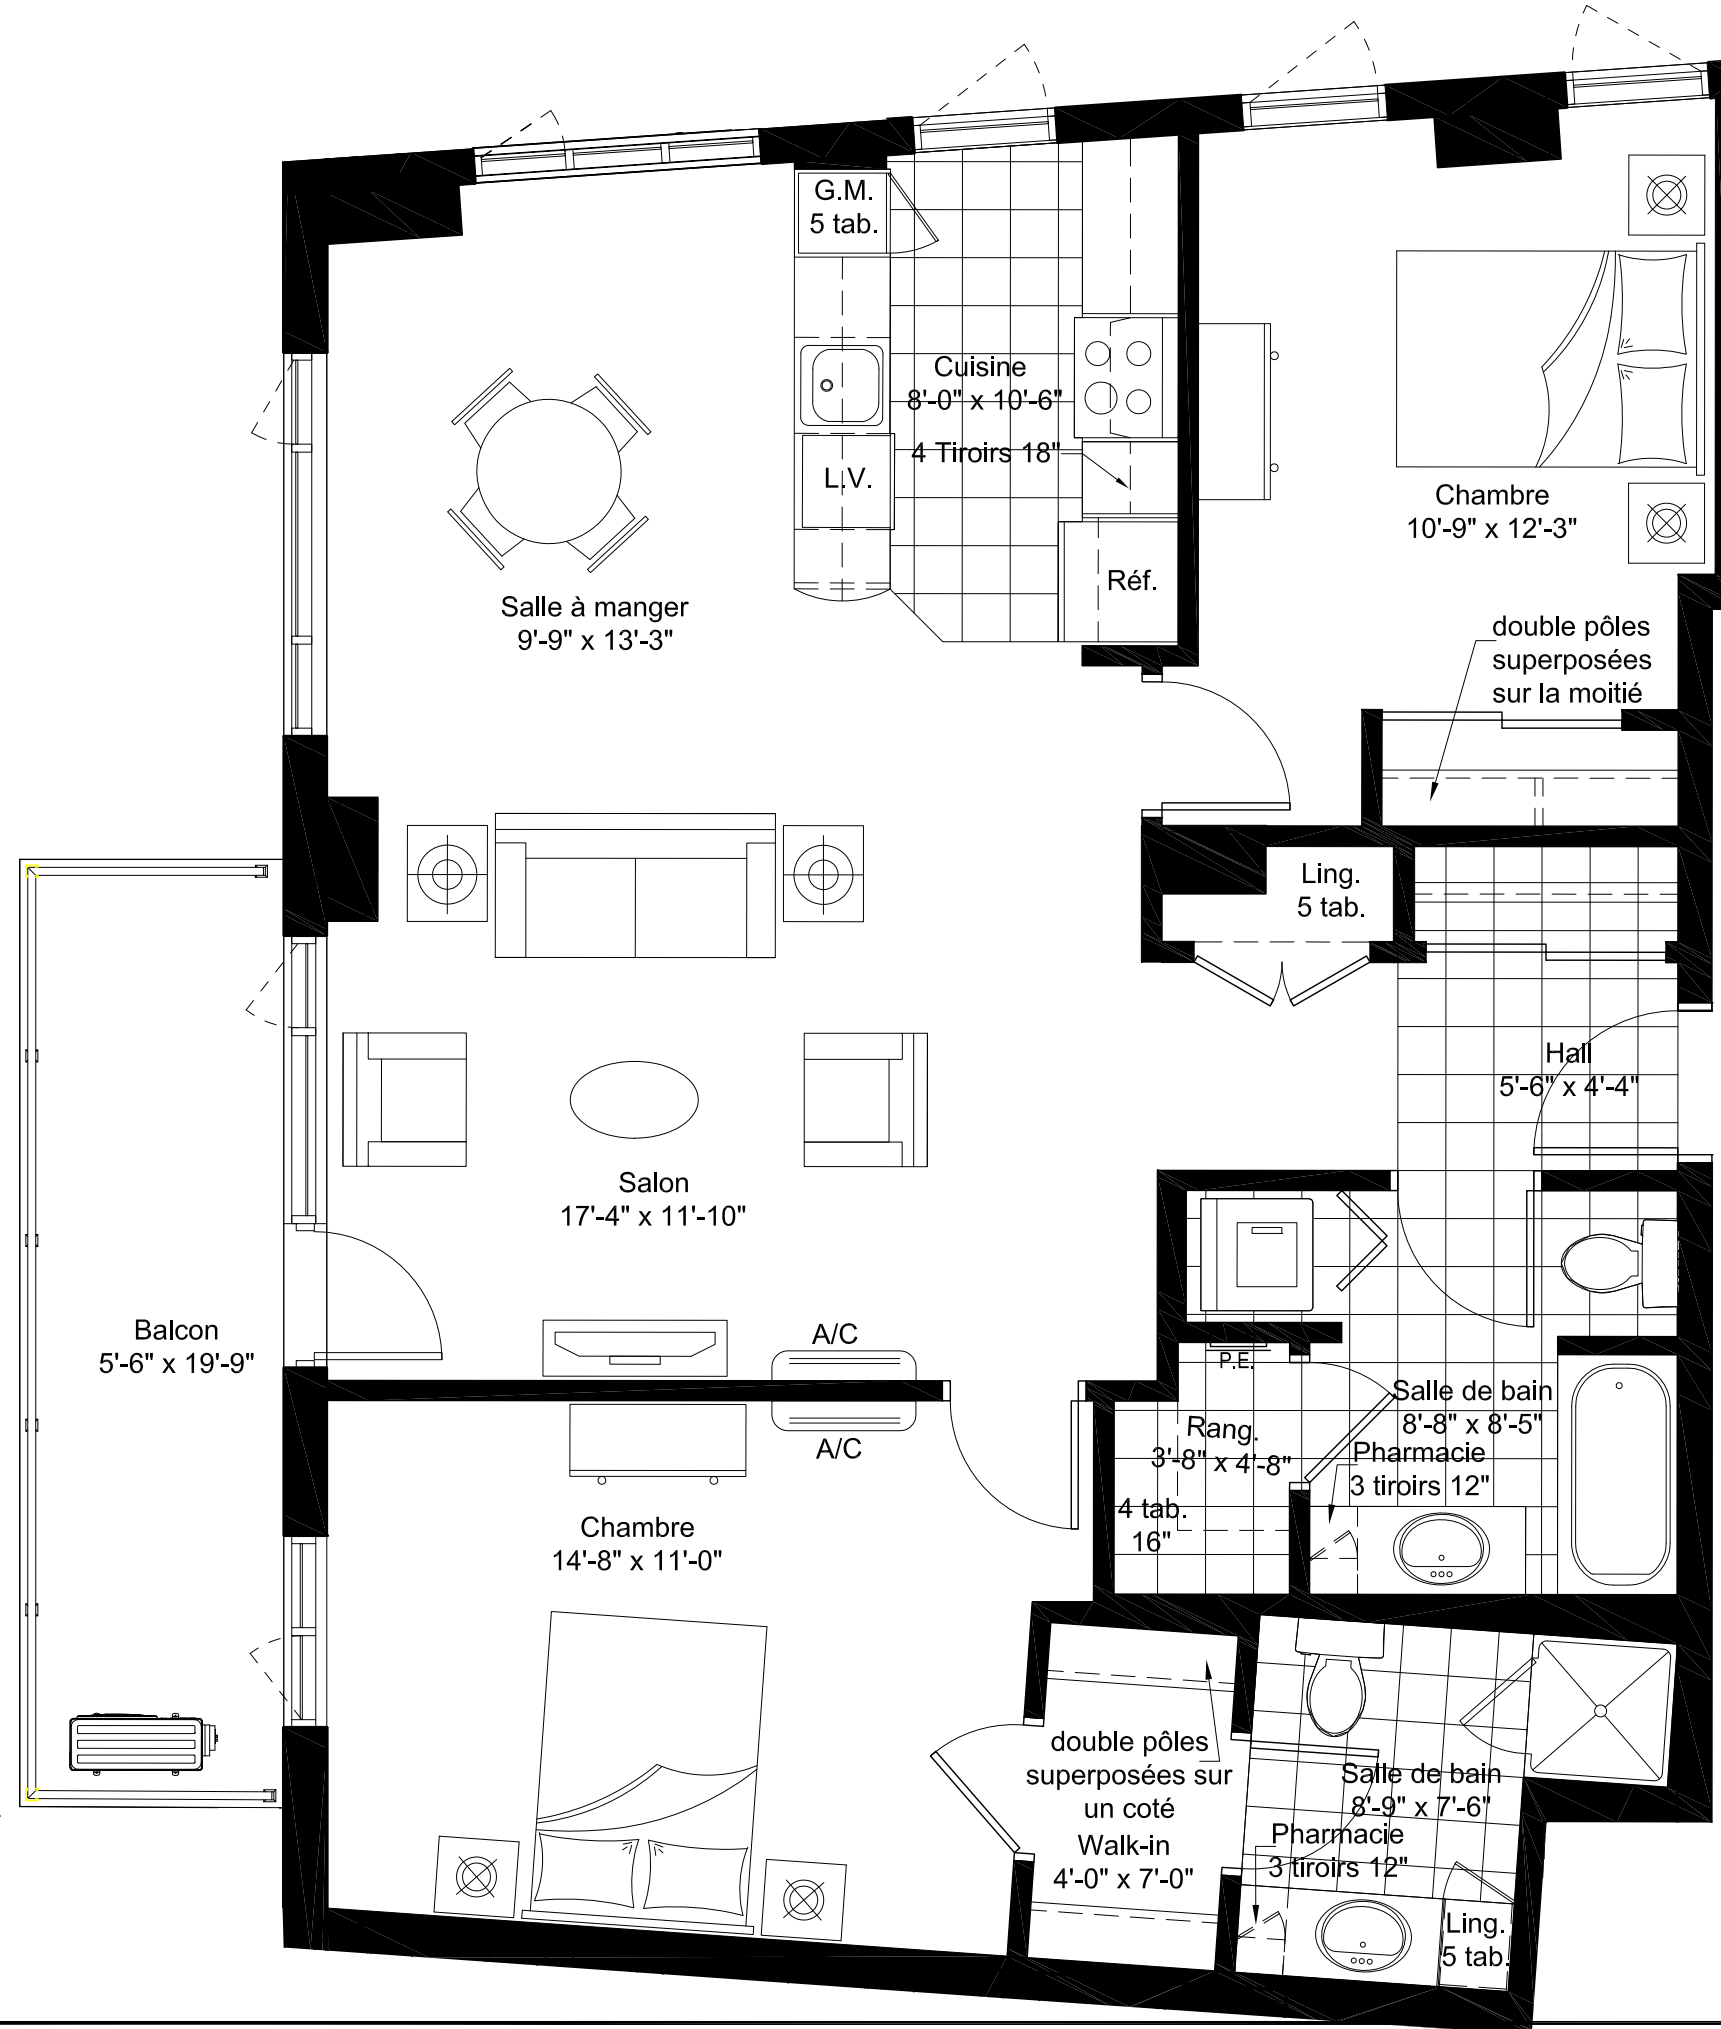 G.M.
5 tab.
Cuisine
8'-0" x 10'-6"
4 Tiroirs 18"
L.V.
Réf.
Chambre
10'-9" x 12'-3"
Salle à manger
9'-9" x 13'-3"
double pôles
superposées
sur la moitié
Ling.
5 tab.
Hall
5'-6" x 4'-4"
Salon
17'-4" x 11'-10"
Balcon
5'-6" x 19'-9"
A/C
A/C
P.E.
Salle de bain
8'-8" x 8'-5"
Pharmacie
3 tiroirs 12"
Rang.
3'-8" x 4'-8"
4 tab.
16"
Chambre
14'-8" x 11'-0"
double pôles
superposées sur
un coté
Walk-in
4'-0" x 7'-0"
Salle de bain
8'-9" x 7'-6"
Pharmacie
3 tiroirs 12"
Ling.
5 tab.